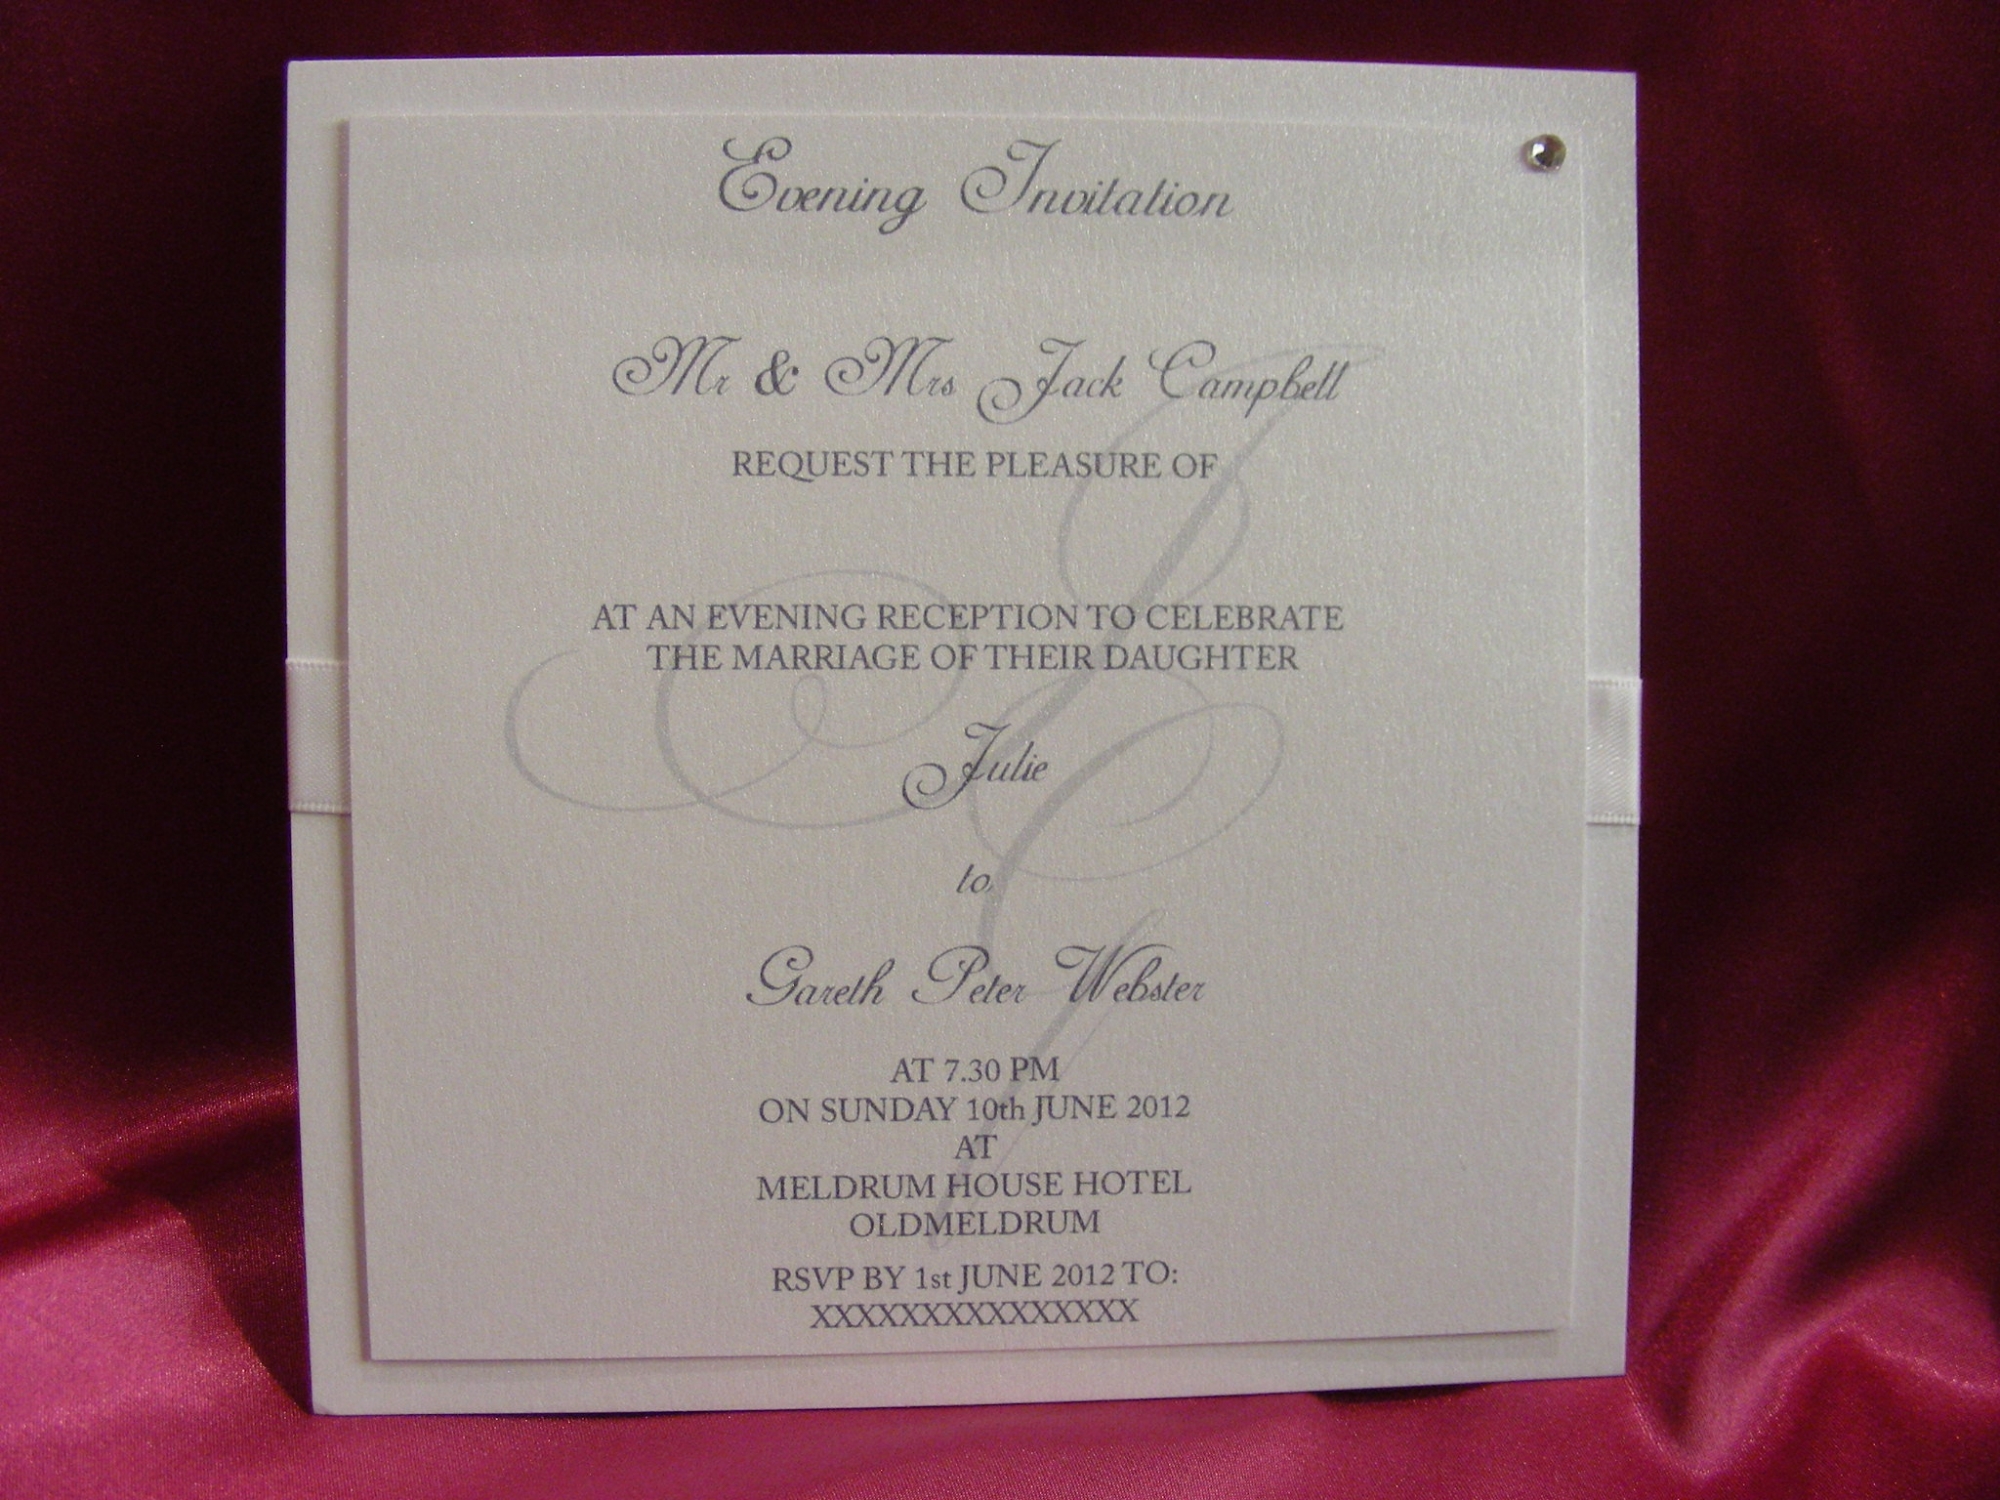 Evening Invitation
Mr & Mrs Jack Campbell
REQUEST THE PLEASURE OF
AT AN EVENING RECEPTION TO CELEBRATE
THE MARRIAGE OF THEIR DAUGHTER
Julie
to
Gareth Peter Webster
AT 7.30 PM
ON SUNDAY 10th JUNE 2012
AT
MELDRUM HOUSE HOTEL
OLDMELDRUM
RSVP BY 1st JUNE 2012 TO:
XXXXXXXXXXXXXXX